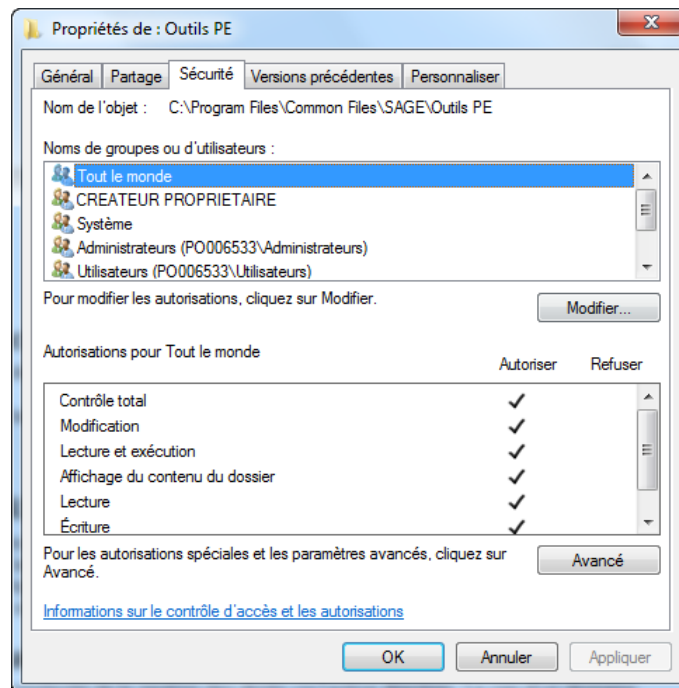 Propriétés de : Outils PE
Général Partage Sécurité Versions précédentes Personnaliser
Nom de l'objet : C:\Program Files\Common Files\SAGE\Outils PE
Noms de groupes ou d'utilisateurs :
Tout le monde
CREATEUR PROPRIETAIRE
Système
Administrateurs (PO006533\Administrateurs)
Utilisateurs (PO006533\Utilisateurs)
Pour modifier les autorisations, cliquez sur Modifier.
Modifier...
Autorisations pour Tout le monde Autoriser Refuser
Contrôle total
Modification
Lecture et exécution
Affichage du contenu du dossier
Lecture
Écriture
Pour les autorisations spéciales et les paramètres avancés, cliquez sur
Avancé.
Avancé
Informations sur le contrôle d'accès et les autorisations
OK Annuler Appliquer